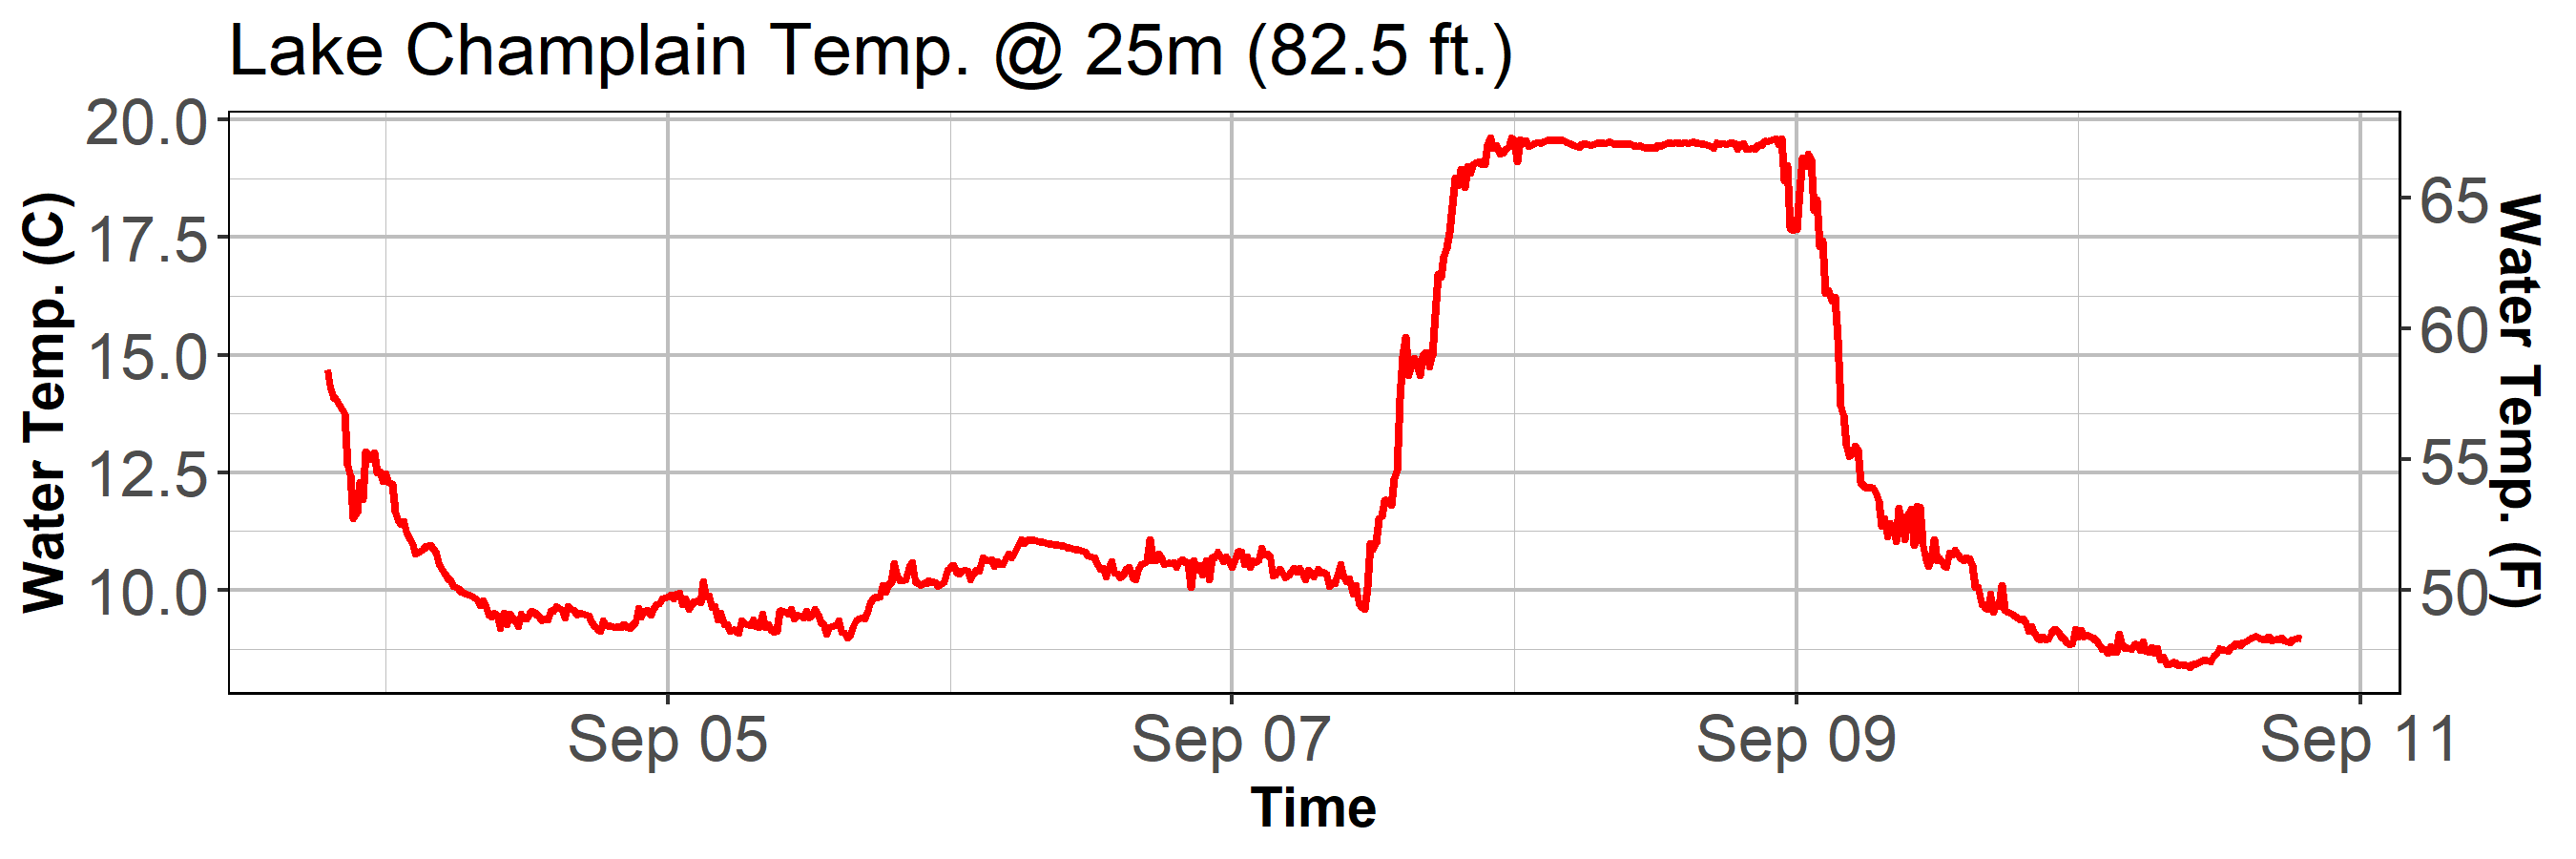 Lake Champlain Temp. @ 25m (82.5 ft.)
Water Temp. (C)
20.0
17.5
15.0
12.5
10.0
65
60
55
50
Water Temp. (F)
Sep 05 Sep 07 Sep 09 Sep 11
Time